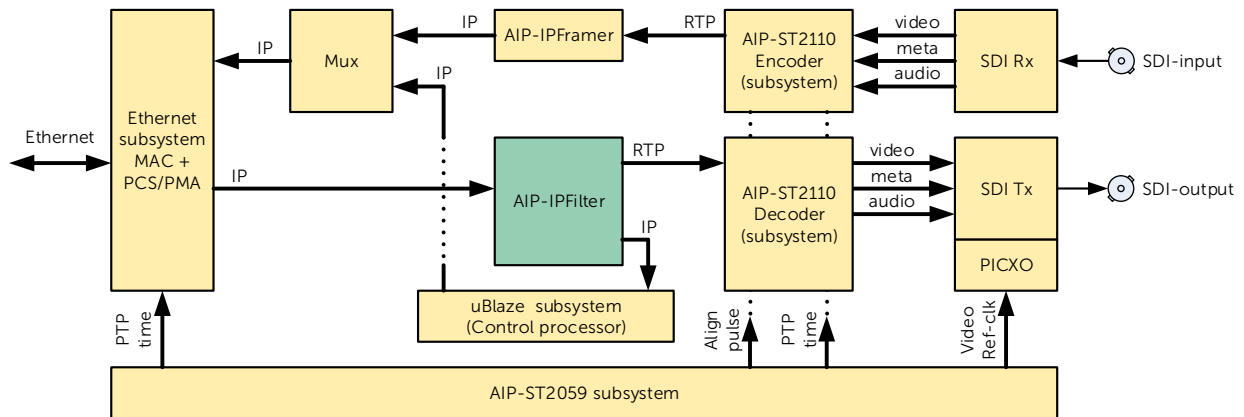 IP
Mux
IP
AIP-IPFramer
RTP
AIP-ST2110
Encoder
(subsystem)
video
meta
audio
SDI Rx
SDI-input
IP
Ethernet
Ethernet
subsystem
MAC +
PCS/PMA
IP
AIP-IPFilter
RTP
IP
AIP-ST2110
Decoder
(subsystem)
video
meta
audio
SDI Tx
SDI-output
PICXO
uBlaze subsystem
(Control processor)
PTP
time
Align
pulse
PTP
time
Video
Ref-clk
AIP-ST2059 subsystem